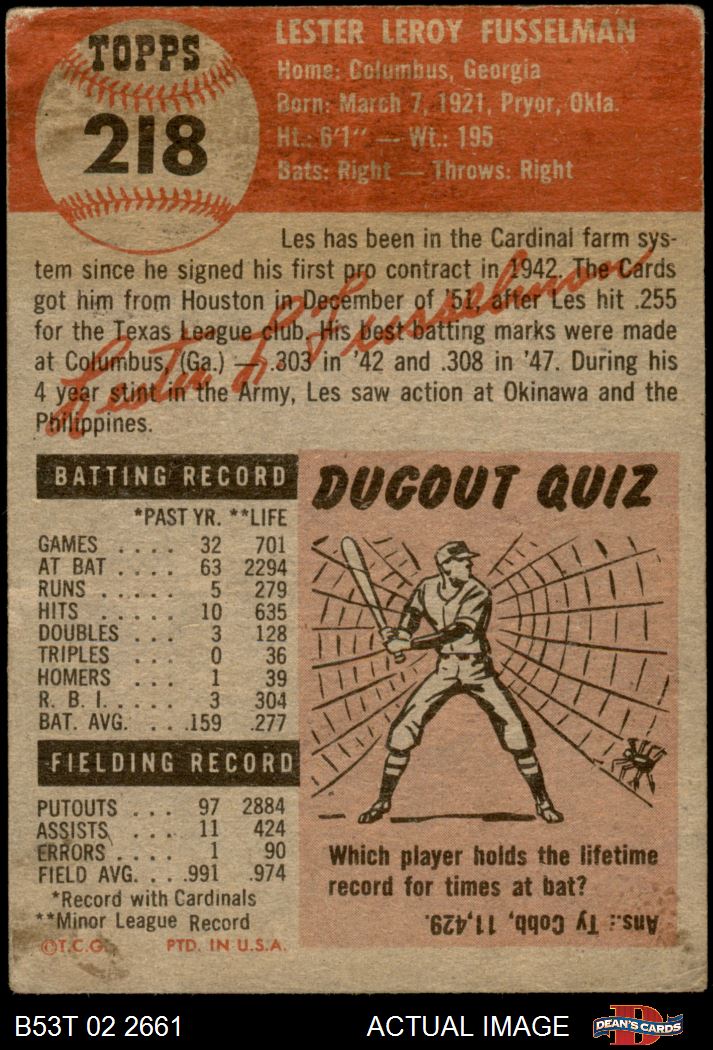 TOPPS
218
LESTER LEROY FUSSELMAN
Home: Columbus, Georgia
Born: March 7, 1921, Pryor, Okla.
Ht.: 6'1" — Wt.: 195
Bats: Right — Throws: Right
Les has been in the Cardinal farm sys-
tem since he signed his first pro contract in 1942. The Cards
got him from Houston in December of '51, after Les hit .255
for the Texas League club. His best batting marks were made
at Columbus, (Ga.) — .303 in '42 and .308 in '47. During his
4 year stint in the Army, Les saw action at Okinawa and the
Philippines.
Lester L Fusselman
BATTING RECORD
*PAST YR. **LIFE
GAMES .... 32 701
AT BAT .... 63 2294
RUNS .... 5 279
HITS .... 10 635
DOUBLES ... 3 128
TRIPLES ... 0 36
HOMERS ... 1 39
R. B. I. .... 3 304
BAT. AVG. ... .159 .277
FIELDING RECORD
PUTOUTS ... 97 2884
ASSISTS .... 11 424
ERRORS .... 1 90
FIELD AVG. ... .991 .974
*Record with Cardinals
**Minor League Record
©T.C.G. PTD. IN U.S.A.
DUGOUT QUIZ
Which player holds the lifetime
record for times at bat?
Ans.: Ty Cobb, 11,429.
B53T 02 2661 ACTUAL IMAGE
D
DEAN'S CARDS